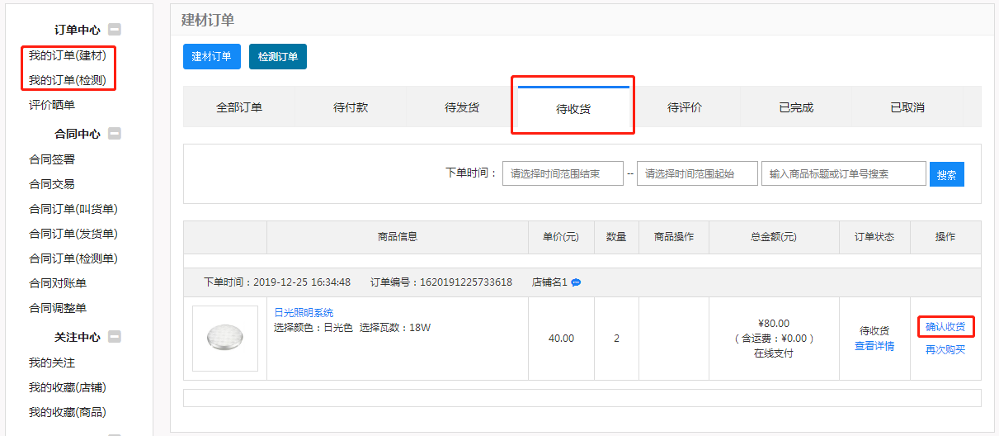 订单中心
我的订单(建材)
我的订单(检测)
评价晒单
合同中心
合同签署
合同交易
合同订单(叫货单)
合同订单(发货单)
合同订单(检测单)
合同对账单
合同调整单
关注中心
我的关注
我的收藏(店铺)
我的收藏(商品)
建材订单
建材订单 检测订单
全部订单 待付款 待发货 待收货 待评价 已完成 已取消
下单时间： 请选择时间范围结束 -- 请选择时间范围起始 输入商品标题或订单号搜索 搜索
商品信息 单价(元) 数量 商品操作 总金额(元) 订单状态 操作
下单时间：2019-12-25 16:34:48 订单编号：1620191225733618 店铺名1
日光照明系统
选择颜色：日光色 选择瓦数：18W
40.00
2
¥80.00
（含运费：¥0.00）
在线支付
待收货
查看详情
确认收货
再次购买